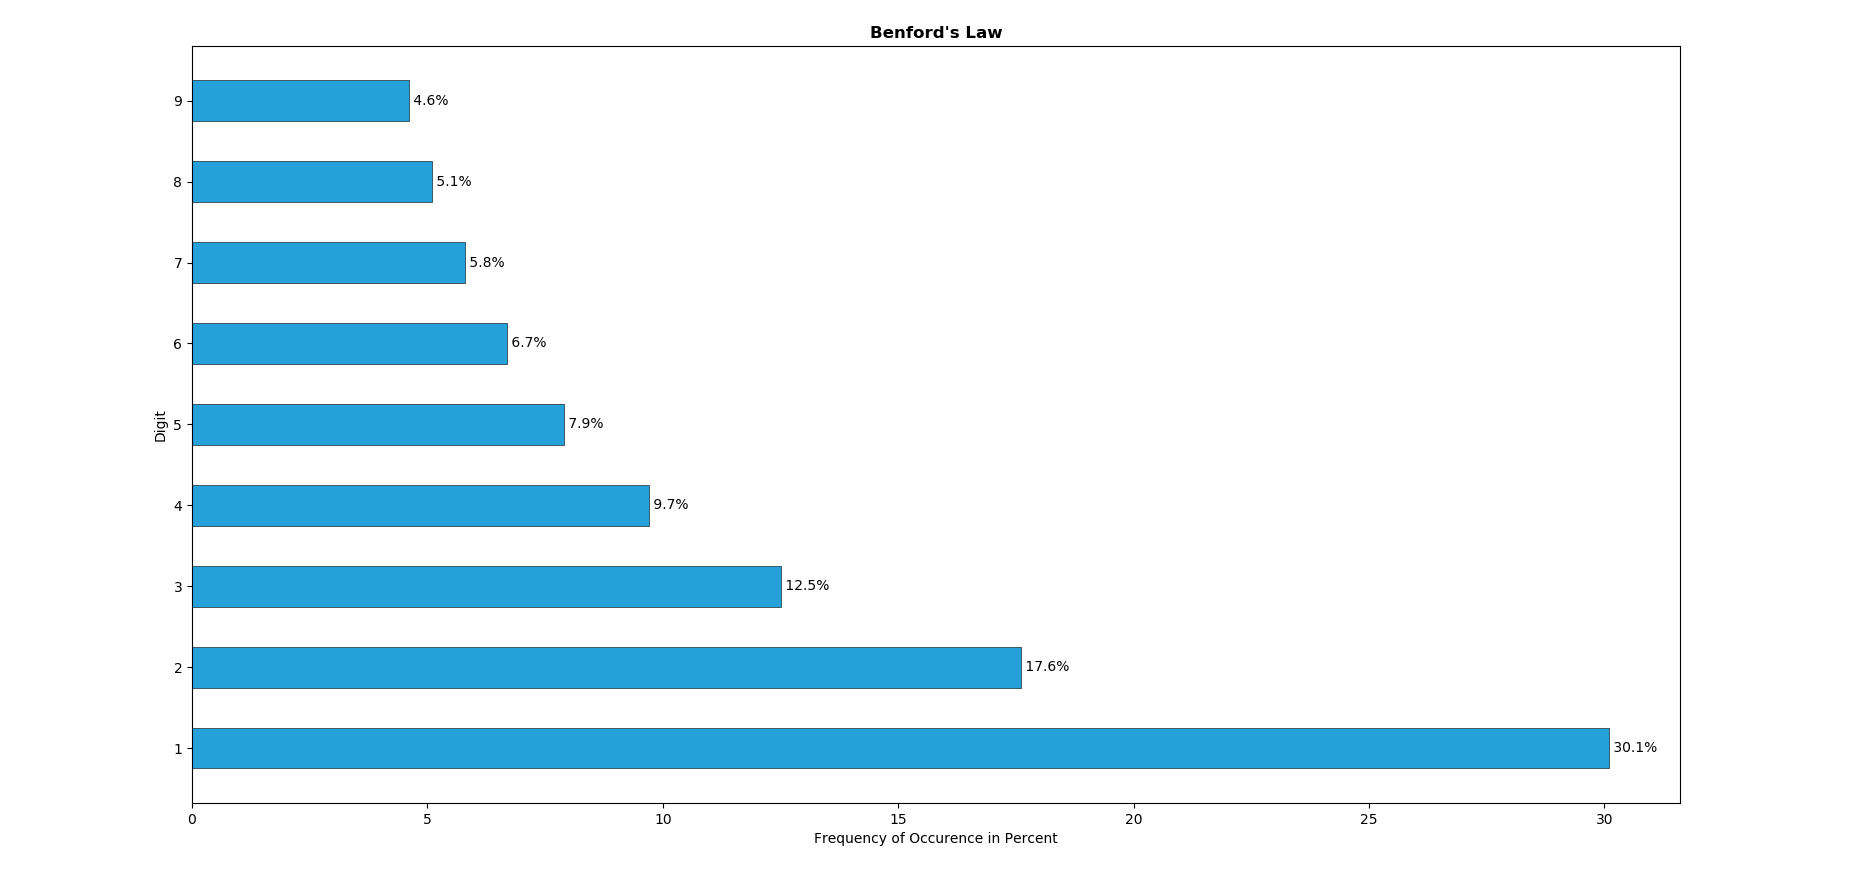 Benford's Law
9 4.6%
8 5.1%
7 5.8%
6 6.7%
Digit
5 7.9%
4 9.7%
3 12.5%
2 17.6%
1 30.1%
0 5 10 15 20 25 30
Frequency of Occurence in Percent